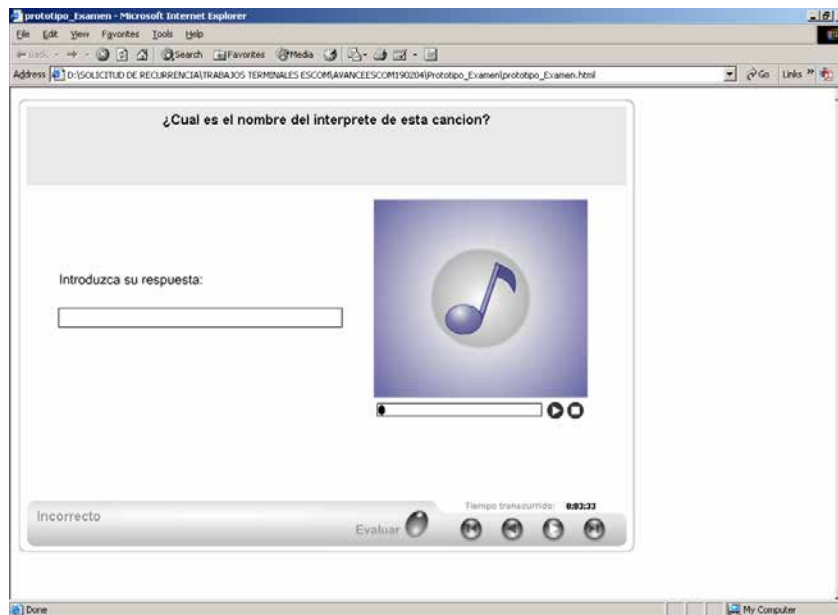 prototipo_Examen - Microsoft Internet Explorer
File Edit View Favorites Tools Help
Back Search Favorites Media
Address D:\SOLICITUD DE RECURRENCIA\TRABAJOS TERMINALES ESCOM\AVANCEESCOM190204\Prototipo_Examen\prototipo_Examen.html Go Links »
¿Cual es el nombre del interprete de esta cancion?
Introduzca su respuesta:
Tiempo transcurrido: 0:03:33
Incorrecto
Evaluar
Done My Computer